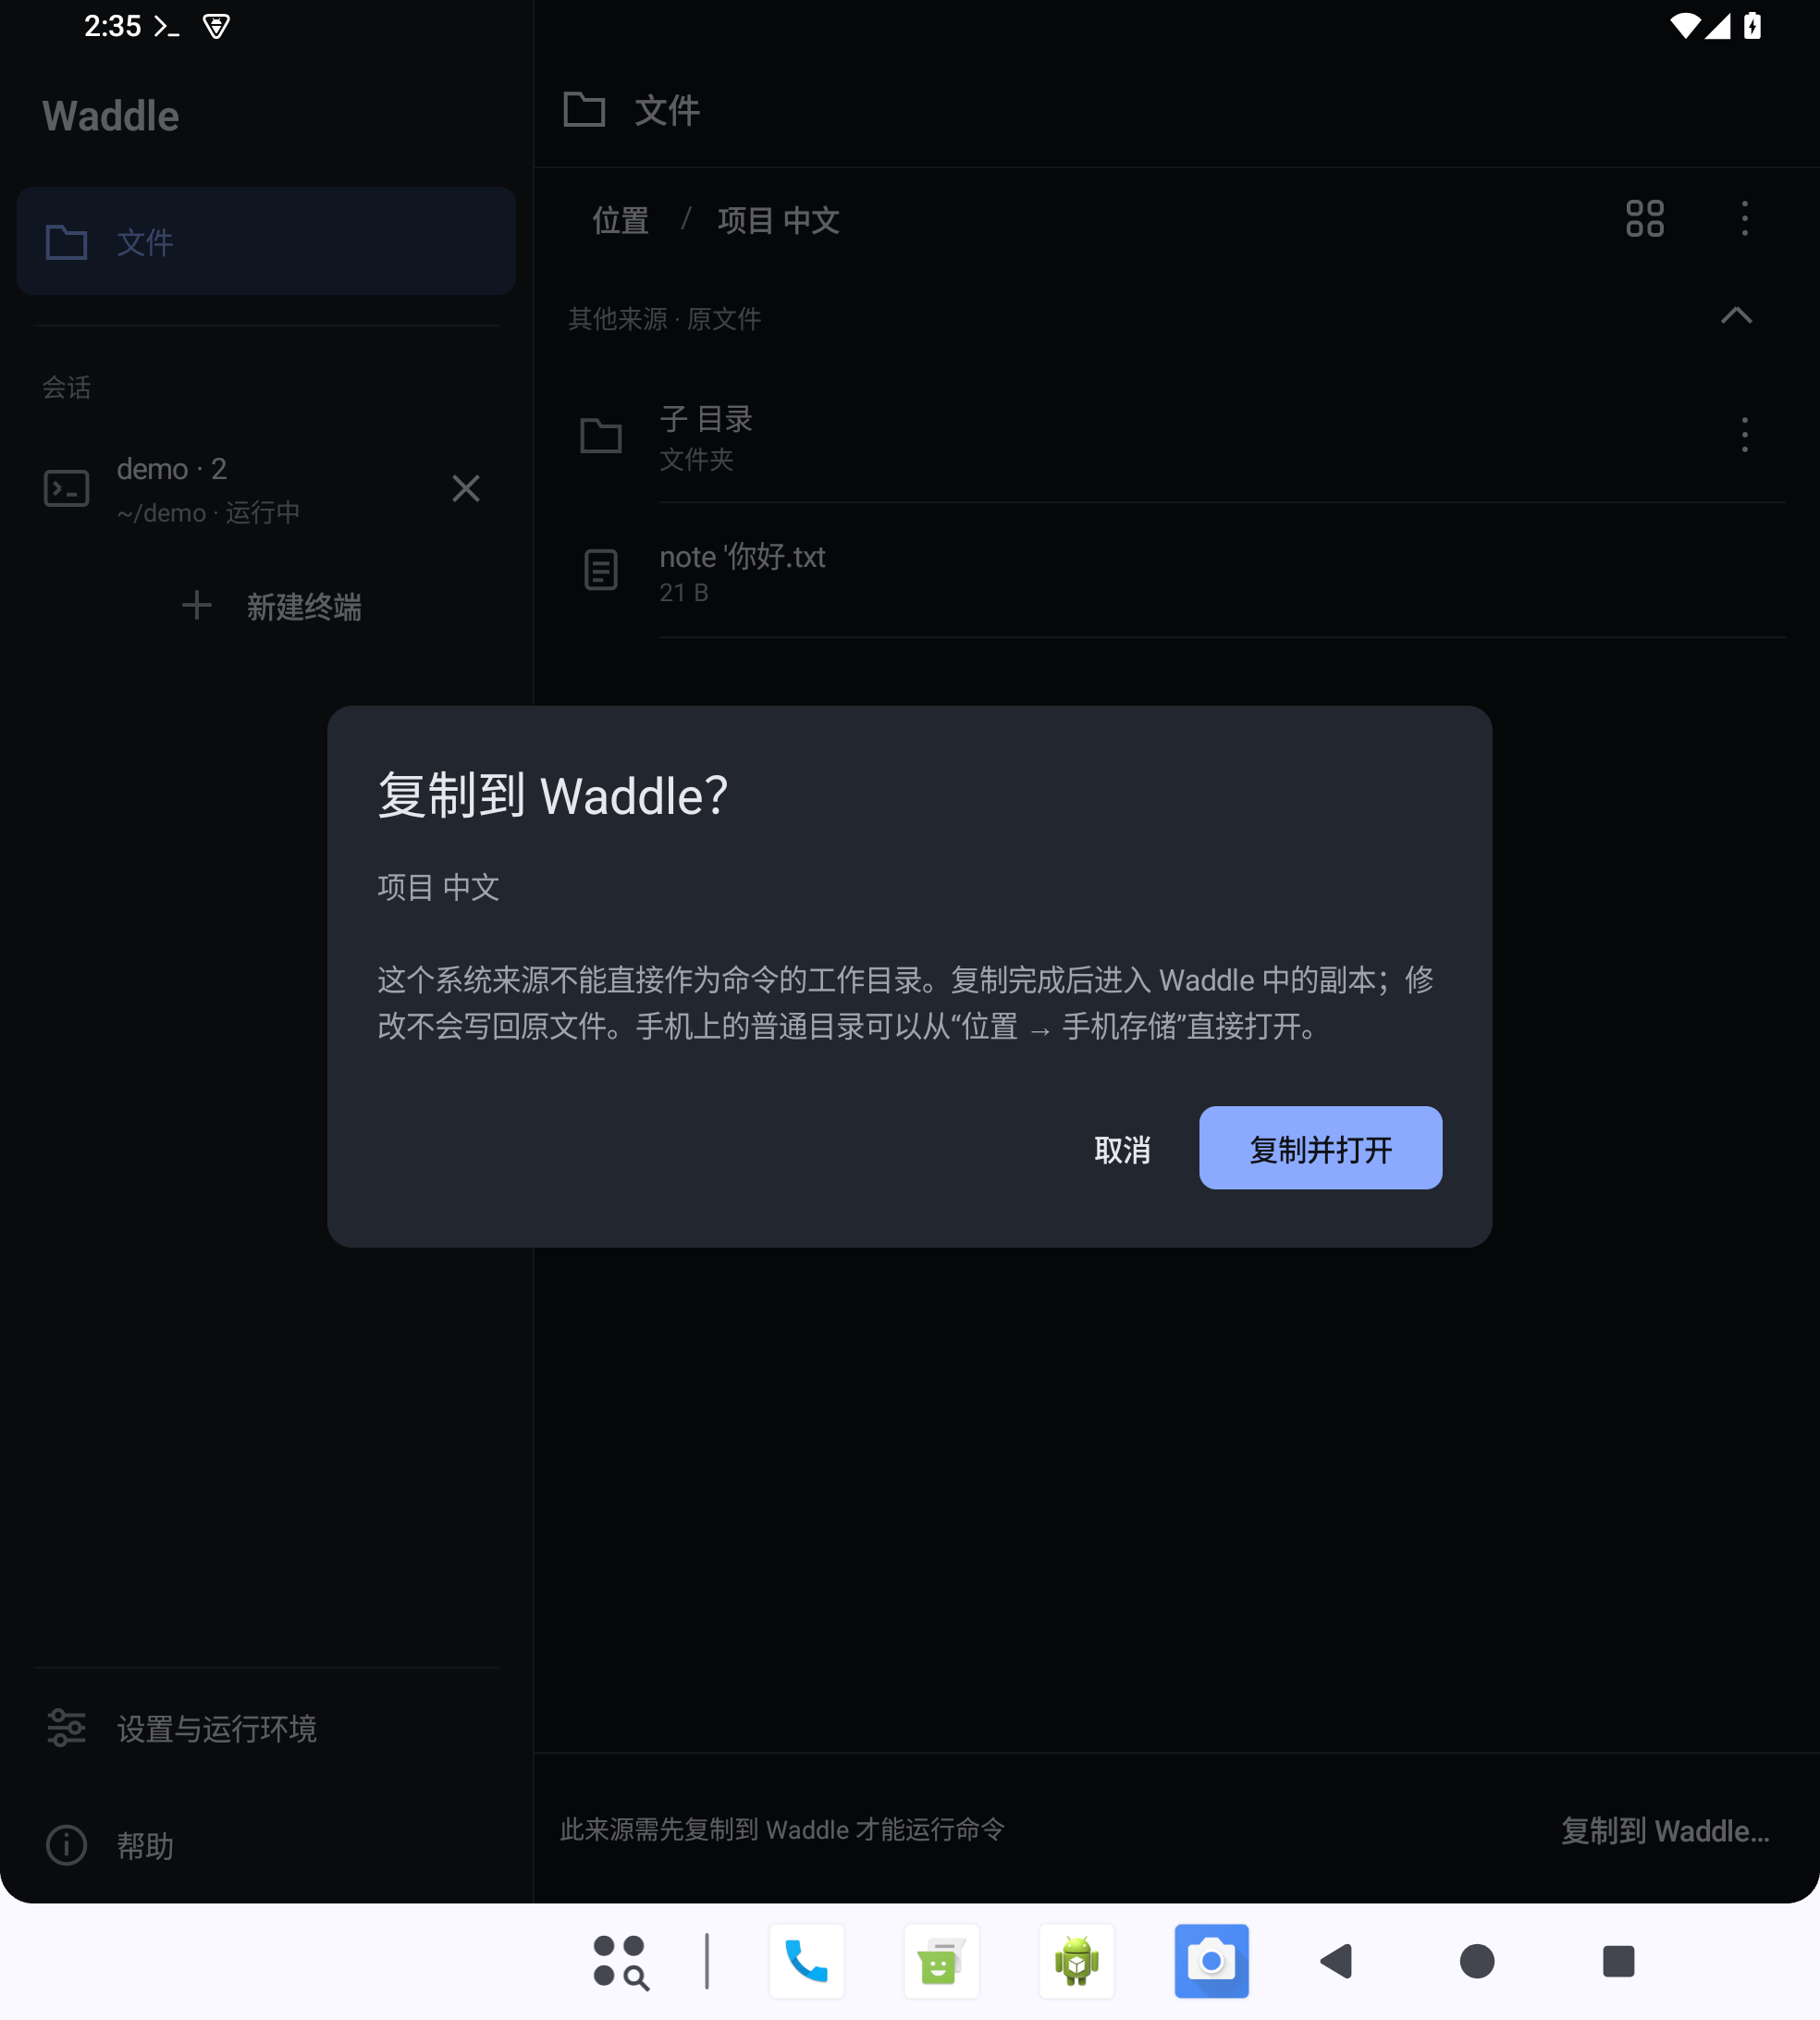 2:35
Waddle
文件
会话
demo · 2
~/demo · 运行中
新建终端
设置与运行环境
帮助
文件
位置 / 项目 中文
其他来源 · 原文件
子 目录
文件夹
note '你好.txt
21 B
复制到 Waddle?
项目 中文
这个系统来源不能直接作为命令的工作目录。复制完成后进入 Waddle 中的副本；修
改不会写回原文件。手机上的普通目录可以从“位置 → 手机存储”直接打开。
取消
复制并打开
此来源需先复制到 Waddle 才能运行命令
复制到 Waddle…